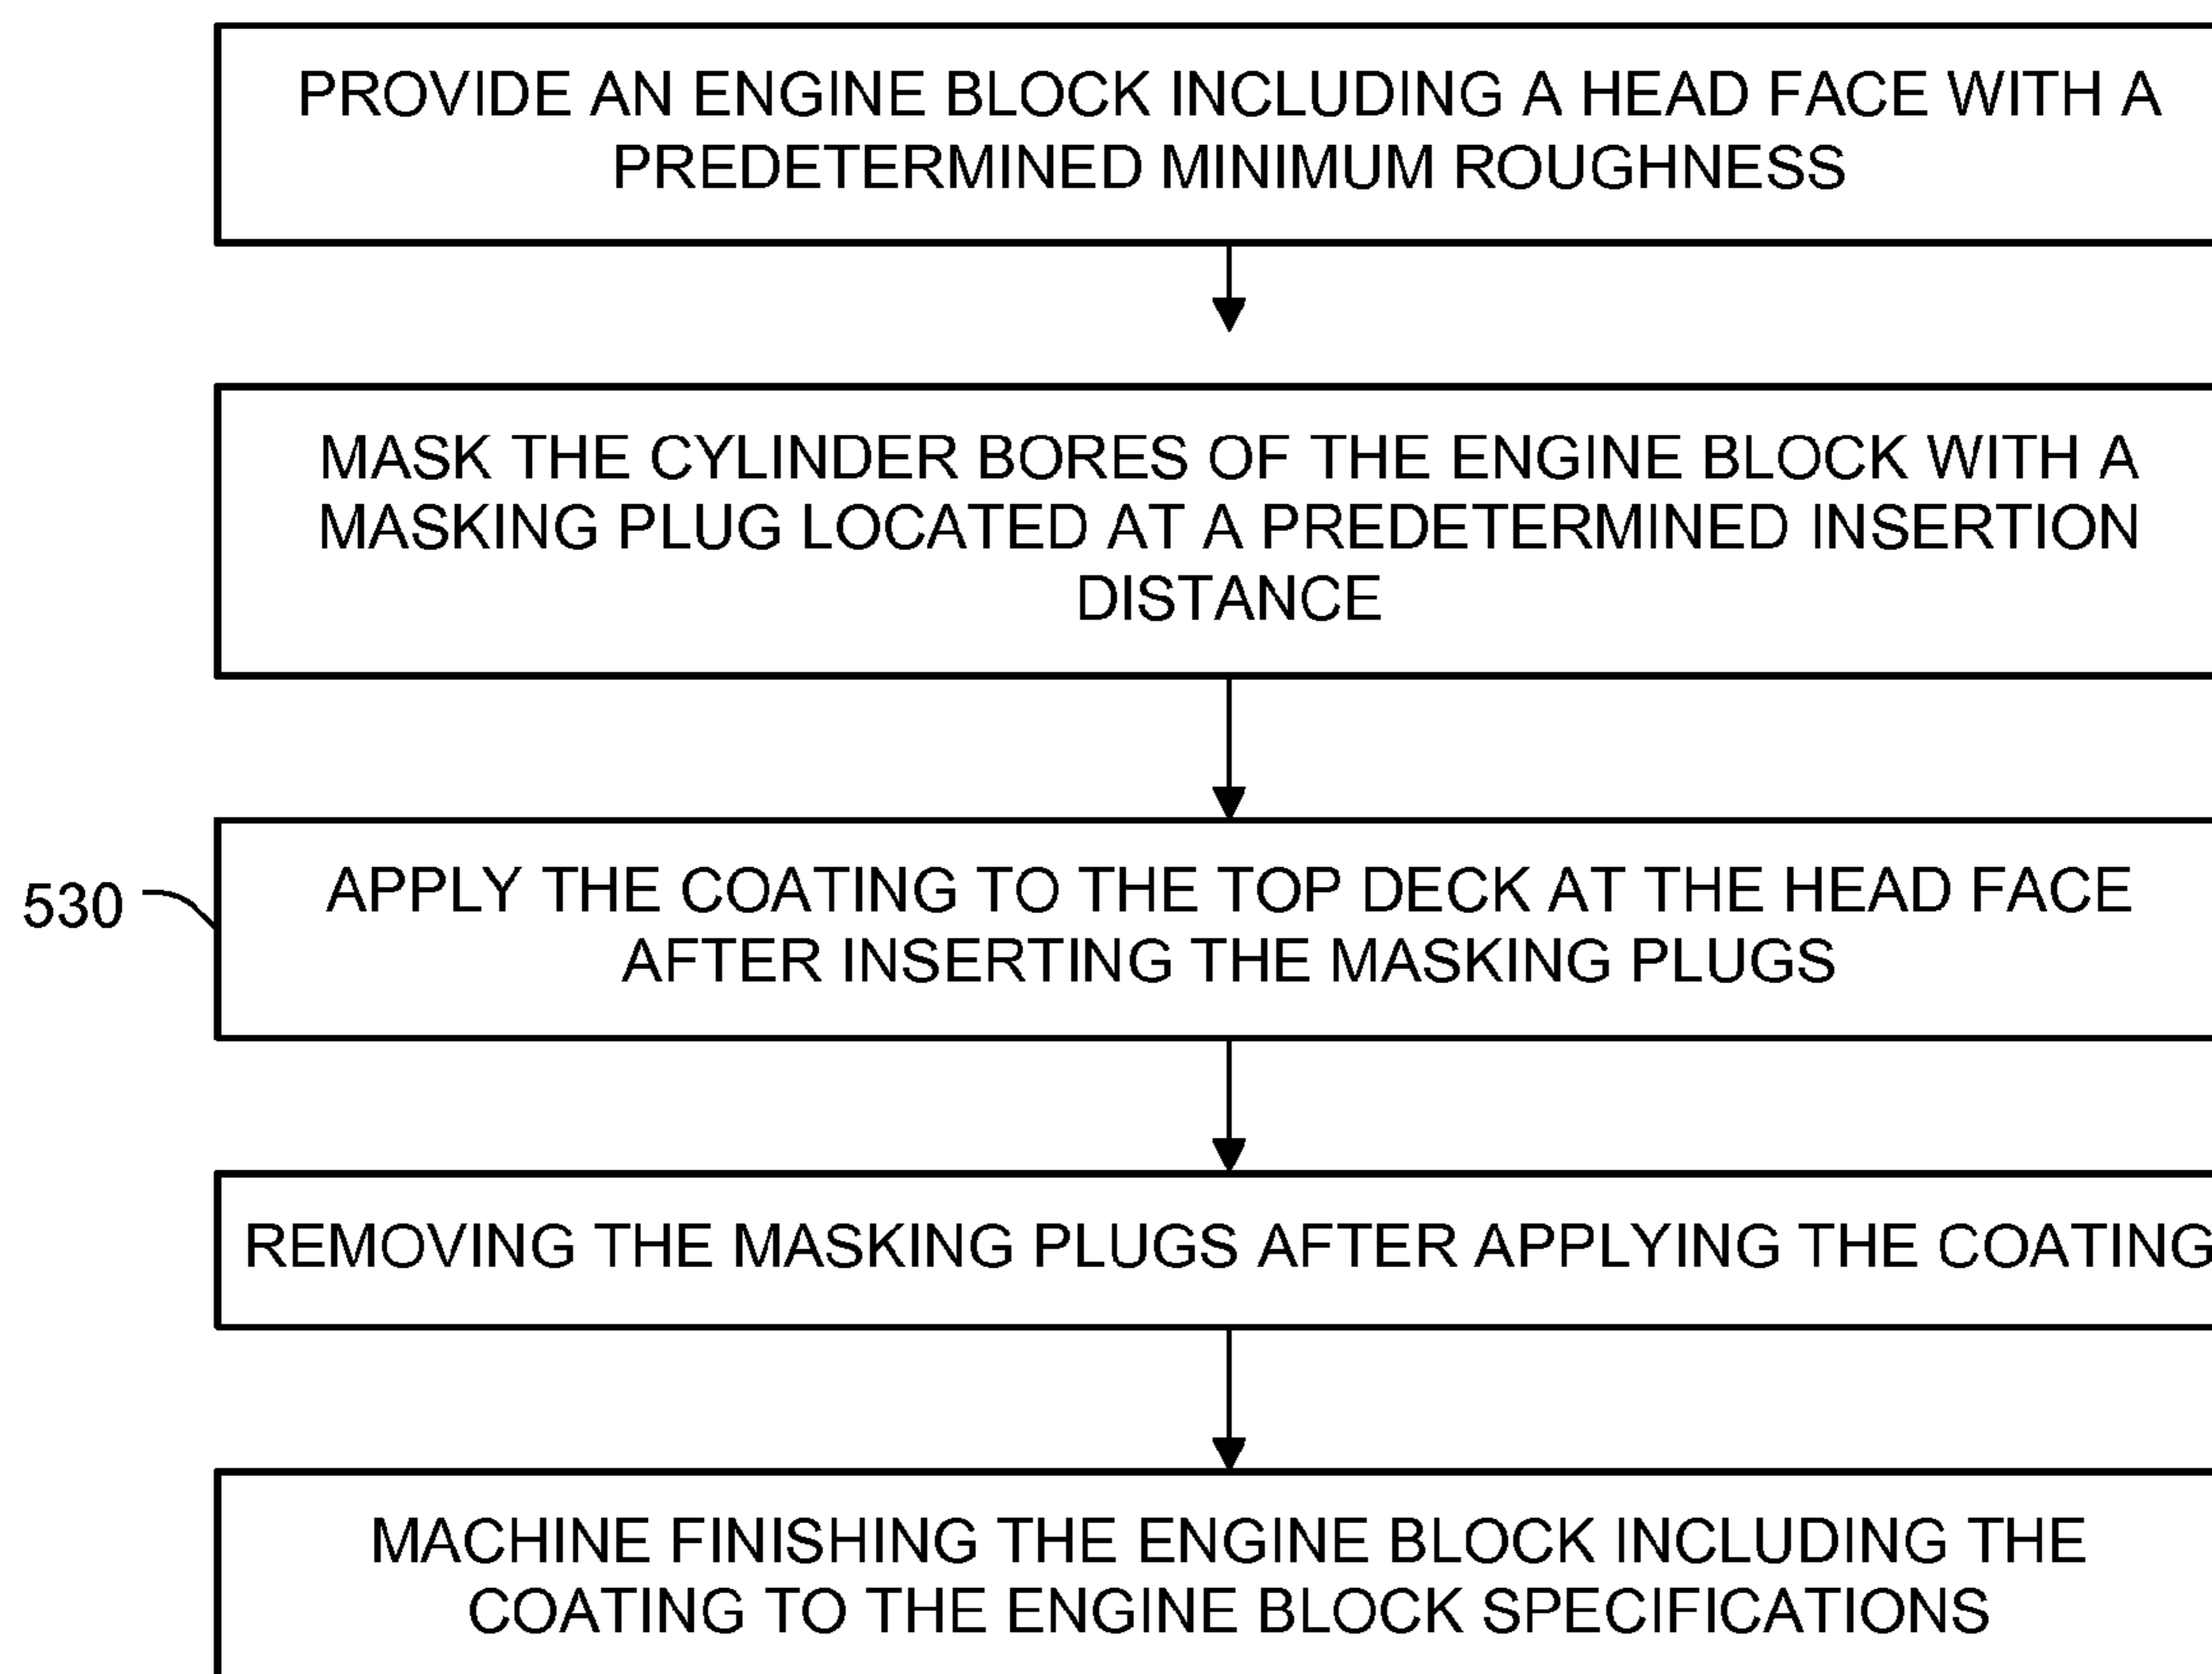 PROVIDE AN ENGINE BLOCK INCLUDING A HEAD FACE WITH A
PREDETERMINED MINIMUM ROUGHNESS
MASK THE CYLINDER BORES OF THE ENGINE BLOCK WITH A
MASKING PLUG LOCATED AT A PREDETERMINED INSERTION
DISTANCE
530
APPLY THE COATING TO THE TOP DECK AT THE HEAD FACE
AFTER INSERTING THE MASKING PLUGS
REMOVING THE MASKING PLUGS AFTER APPLYING THE COATING
MACHINE FINISHING THE ENGINE BLOCK INCLUDING THE
COATING TO THE ENGINE BLOCK SPECIFICATIONS